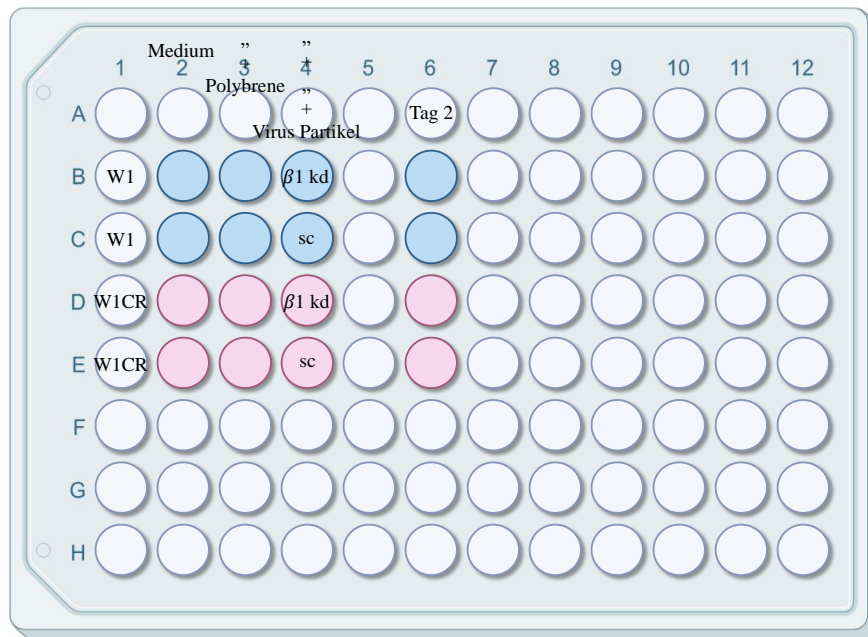 Medium ” ”
+ +
1 2 3 4 5 6 7 8 9 10 11 12
Polybrene ”
+
A Tag 2
Virus Partikel
B W1 β1 kd
C W1 sc
D W1CR β1 kd
E W1CR sc
F
G
H